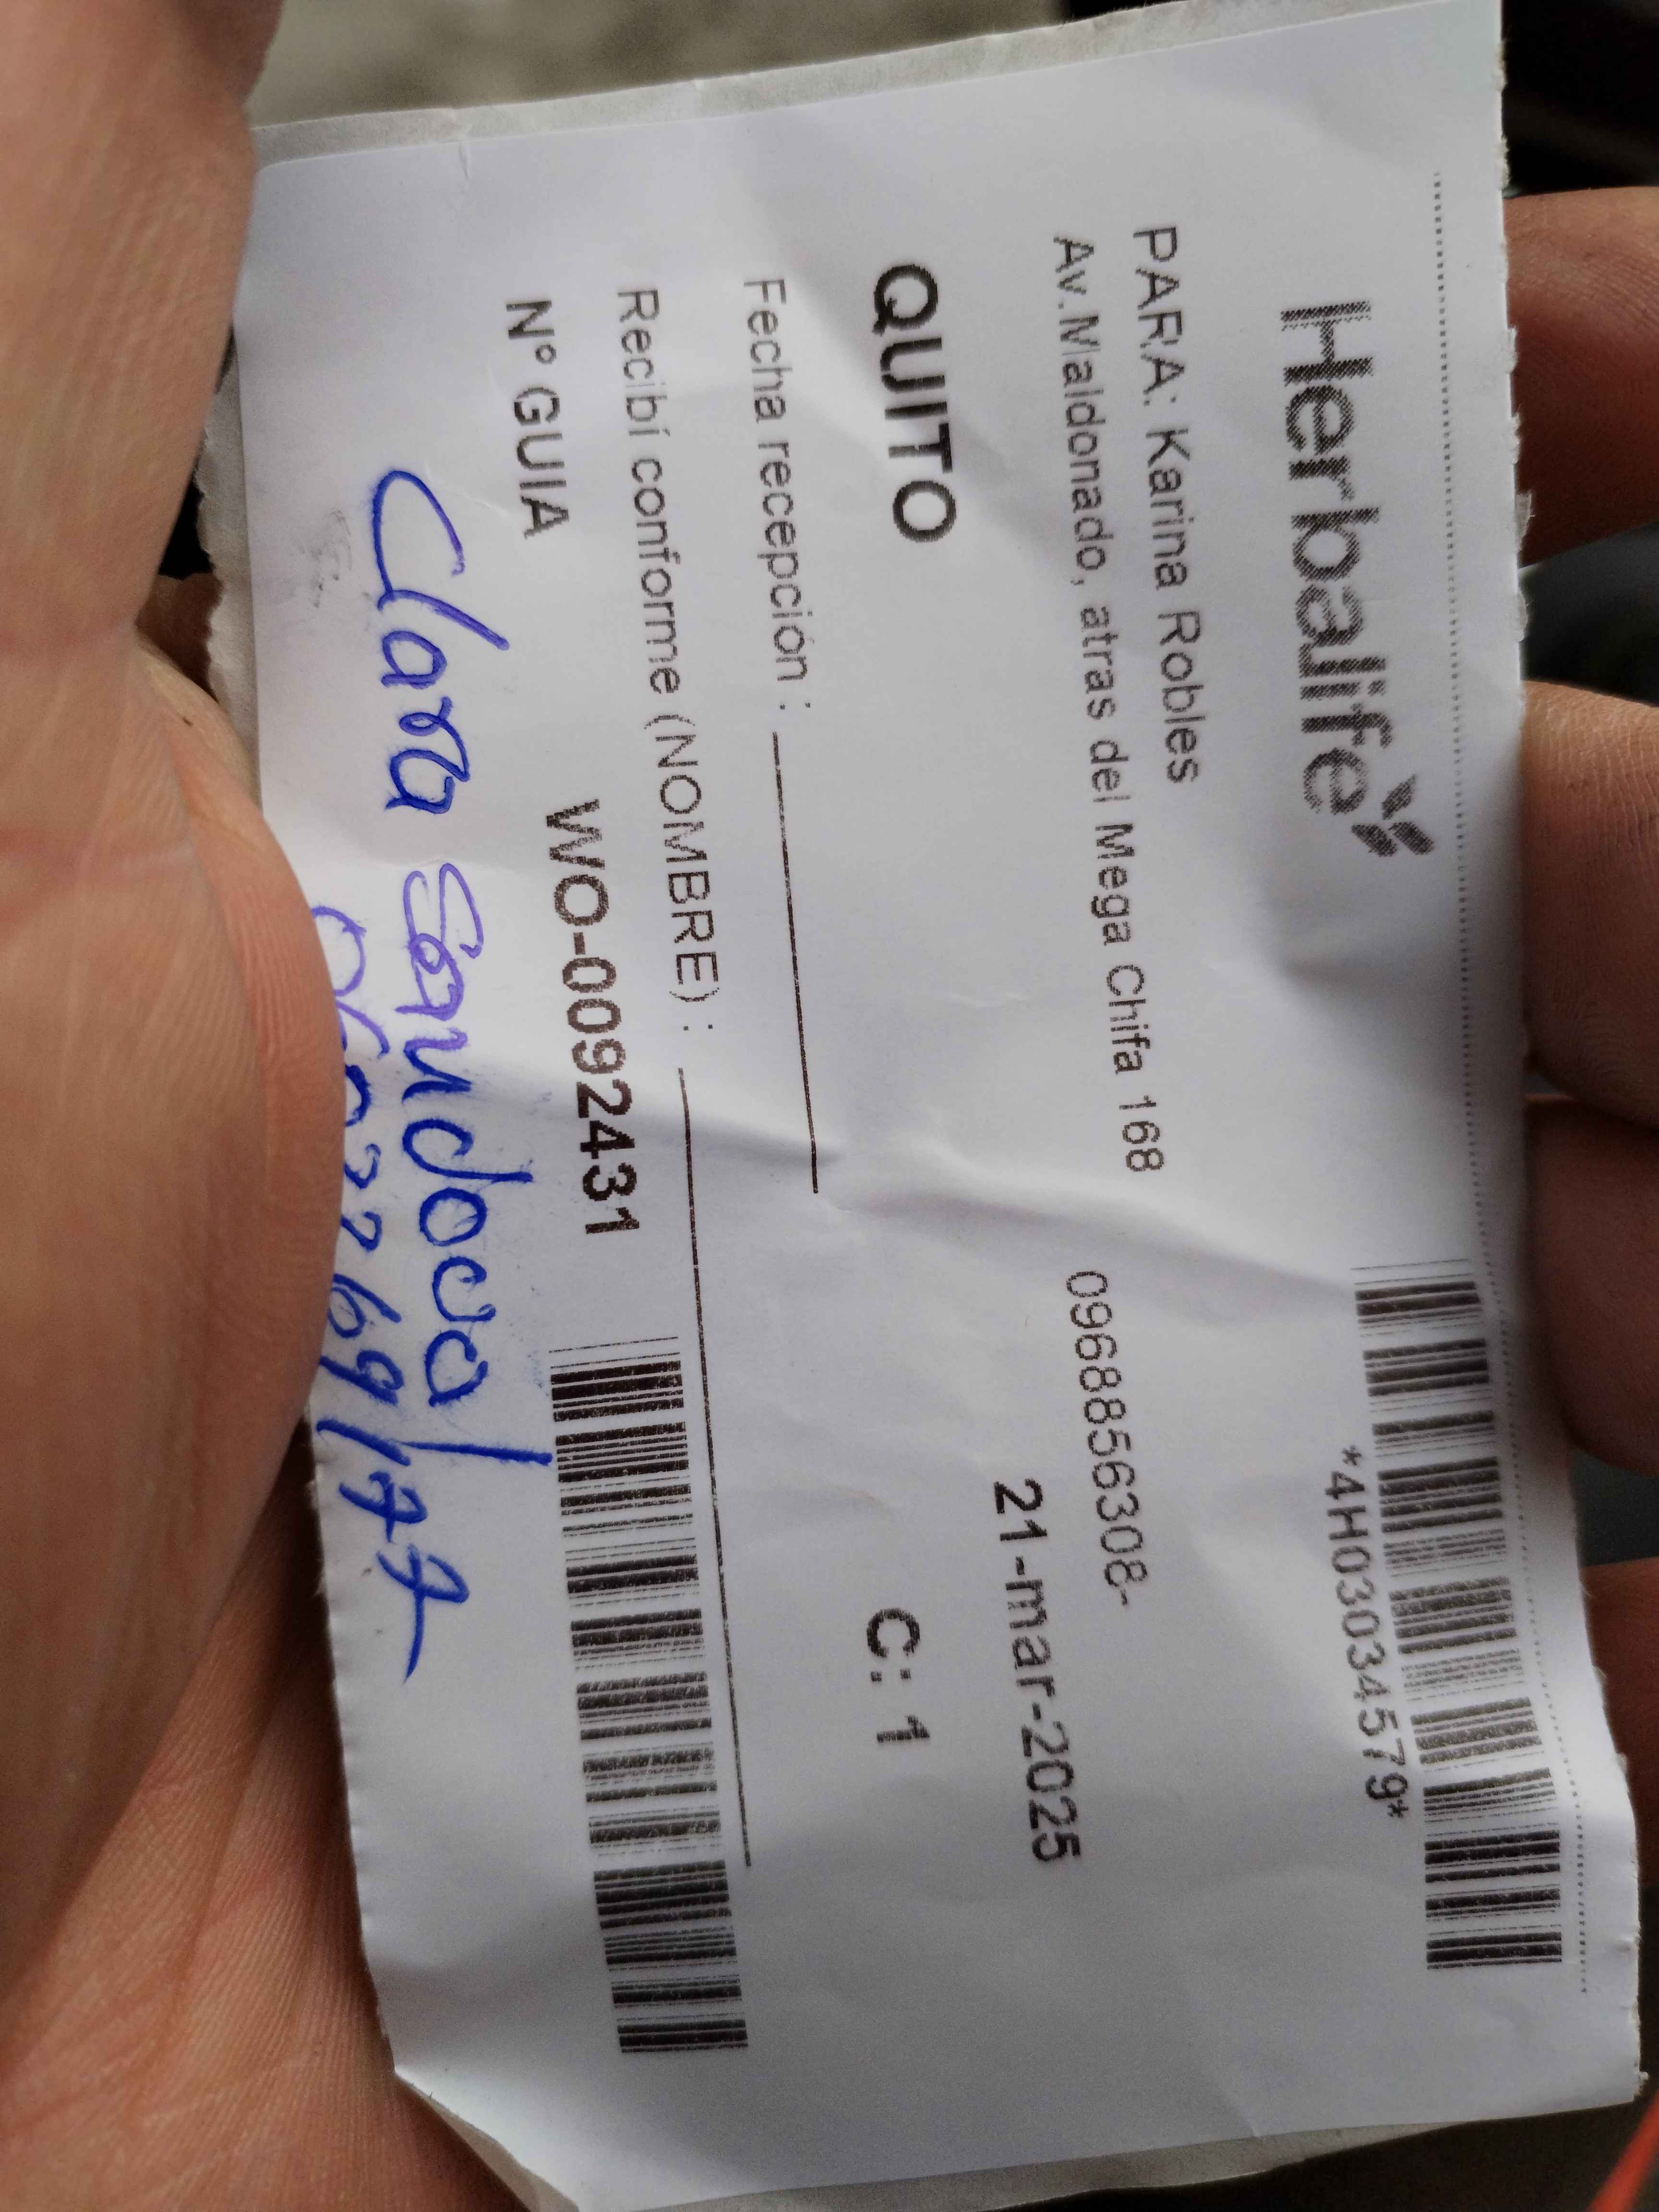 Herbalife
*4H03034579*
PARA: Karina Robles
Av.Maldonado, atras del Mega Chifa 168 0968856308-
21-mar-2025
QUITO C: 1
Fecha recepción :
Recibí conforme (NOMBRE) :
N° GUIA WO-0092431
Clara Sandoval